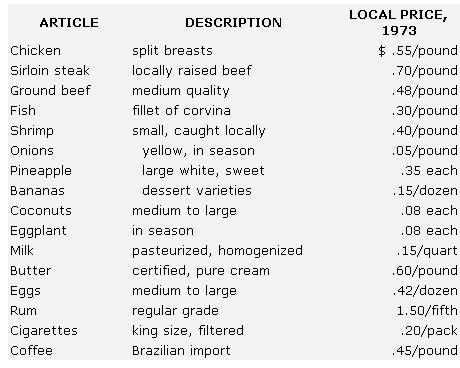 ARTICLE DESCRIPTION LOCAL PRICE, 1973
Chicken split breasts $ .55/pound
Sirloin steak locally raised beef .70/pound
Ground beef medium quality .48/pound
Fish fillet of corvina .30/pound
Shrimp small, caught locally .40/pound
Onions yellow, in season .05/pound
Pineapple large white, sweet .35 each
Bananas dessert varieties .15/dozen
Coconuts medium to large .08 each
Eggplant in season .08 each
Milk pasteurized, homogenized .15/quart
Butter certified, pure cream .60/pound
Eggs medium to large .42/dozen
Rum regular grade 1.50/fifth
Cigarettes king size, filtered .20/pack
Coffee Brazilian import .45/pound